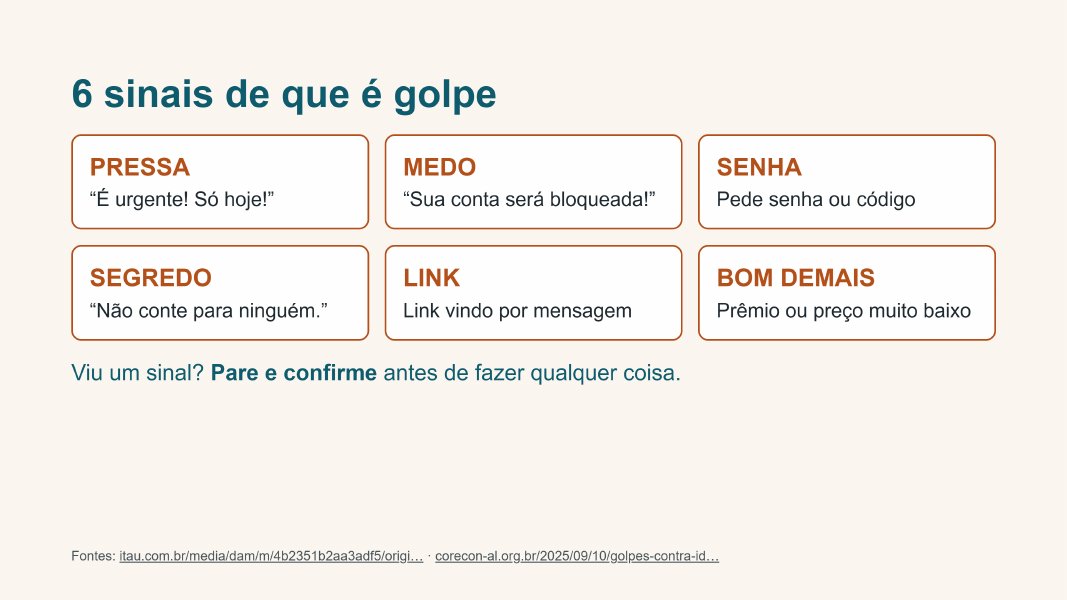 6 sinais de que é golpe
PRESSA
“É urgente! Só hoje!”
MEDO
“Sua conta será bloqueada!”
SENHA
Pede senha ou código
SEGREDO
“Não conte para ninguém.”
LINK
Link vindo por mensagem
BOM DEMAIS
Prêmio ou preço muito baixo
Viu um sinal? Pare e confirme antes de fazer qualquer coisa.
Fontes: itau.com.br/media/dam/m/4b2351b2aa3adf5/origi… · corecon-al.org.br/2025/09/10/golpes-contra-id…